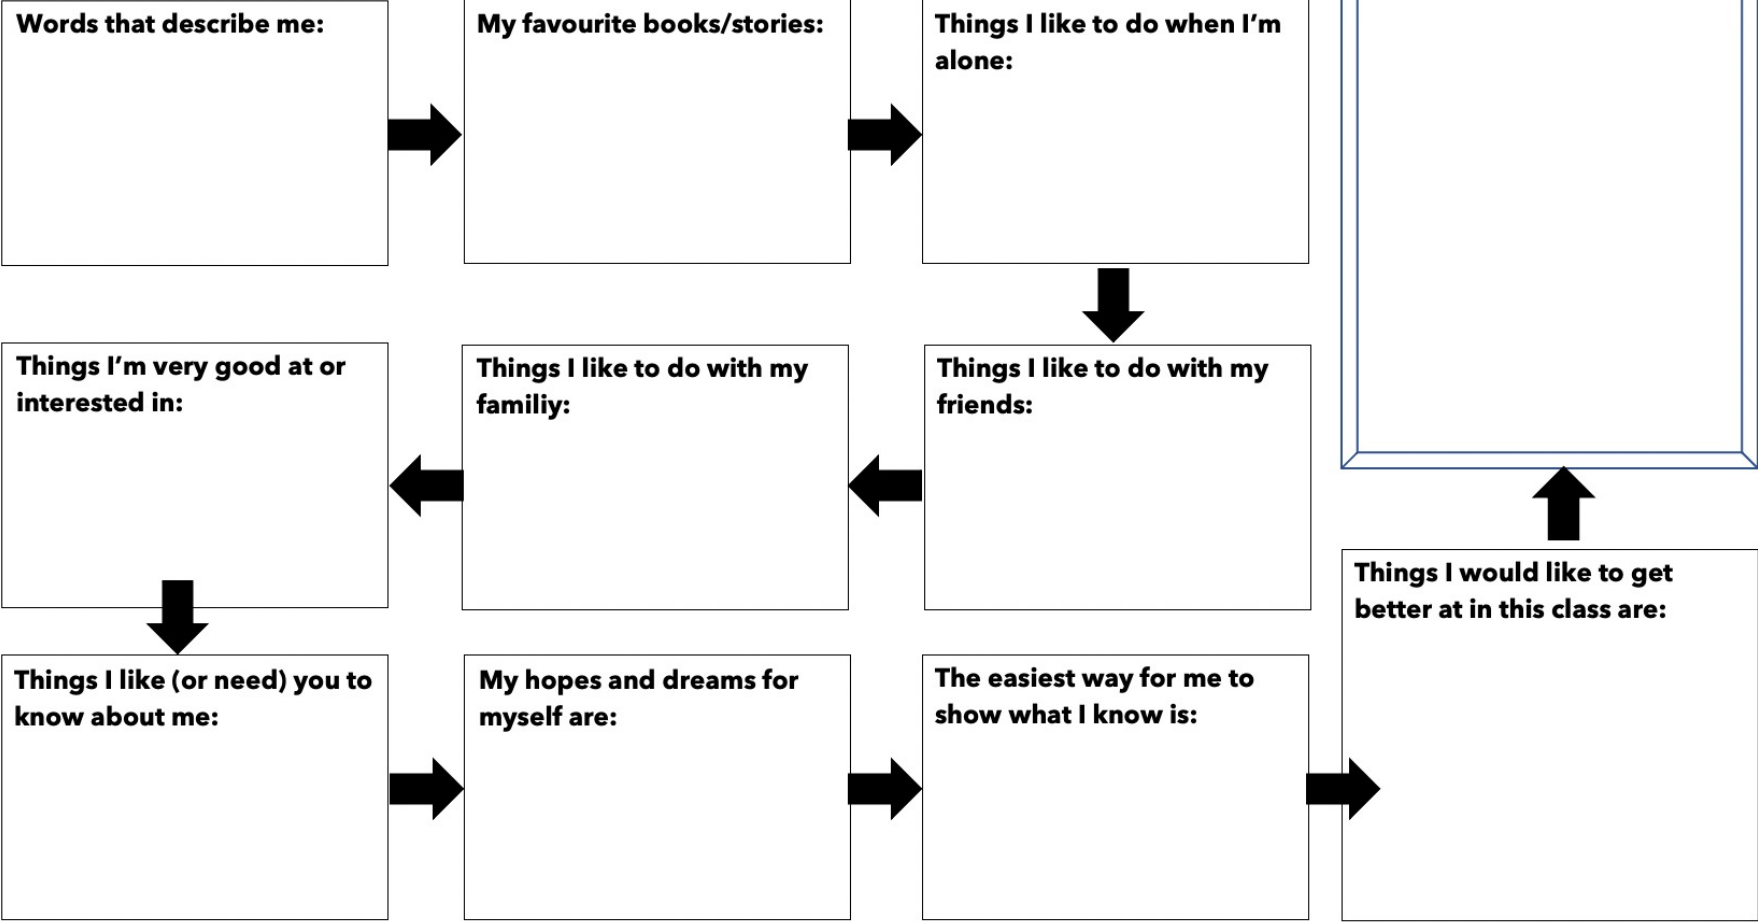 Words that describe me:
My favourite books/stories:
Things I like to do when I’m
alone:
Things I like to do with my
friends:
Things I like to do with my
familiy:
Things I’m very good at or
interested in:
Things I like (or need) you to
know about me:
My hopes and dreams for
myself are:
The easiest way for me to
show what I know is:
Things I would like to get
better at in this class are: